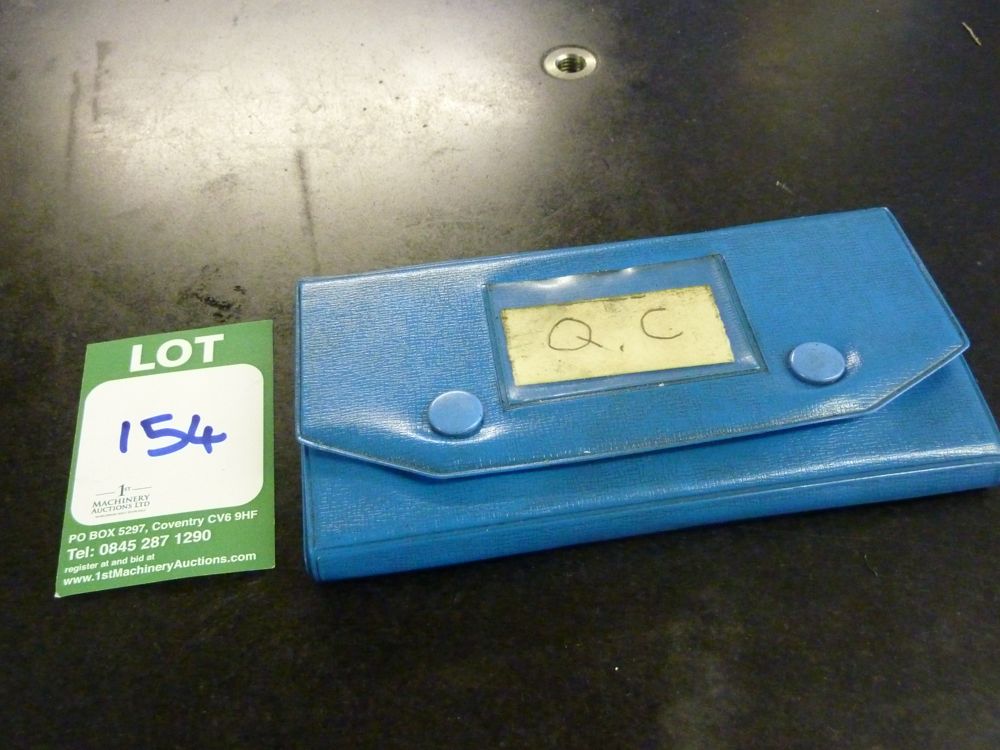 LOT
154
1ST
MACHINERY
AUCTIONS LTD
PO BOX 5297, Coventry CV6 9HF
Tel: 0845 287 1290
register at and bid at
www.1stMachineryAuctions.com
Q.C